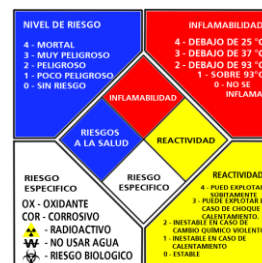 NIVEL DE RIESGO
4 - MORTAL
3 - MUY PELIGROSO
2 - PELIGROSO
1 - POCO PELIGROSO
0 - SIN RIESGO
INFLAMABILIDAD
4 - DEBAJO DE 25 °C
3 - DEBAJO DE 37 °C
2 - DEBAJO DE 93 °C
1 - SOBRE 93°C
0 - NO SE
INFLAMA
INFLAMABILIDAD
RIESGOS
A LA SALUD
REACTIVIDAD
RIESGO
ESPECIFICO
RIESGO
ESPECIFICO
OX - OXIDANTE
COR - CORROSIVO
- RADIOACTIVO
W - NO USAR AGUA
- RIESGO BIOLOGICO
REACTIVIDAD
4 - PUED EXPLOTAR
SÚBITAMENTE
3 - PUEDE EXPLOTAR E
CASO DE CHOQUE
CALENTAMIENTO.
2 - INESTABLE EN CASO DE
CAMBIO QUÍMICO VIOLENTO
1 - INESTABLE EN CASO DE
CALENTAMIENTO
0 - ESTABLE